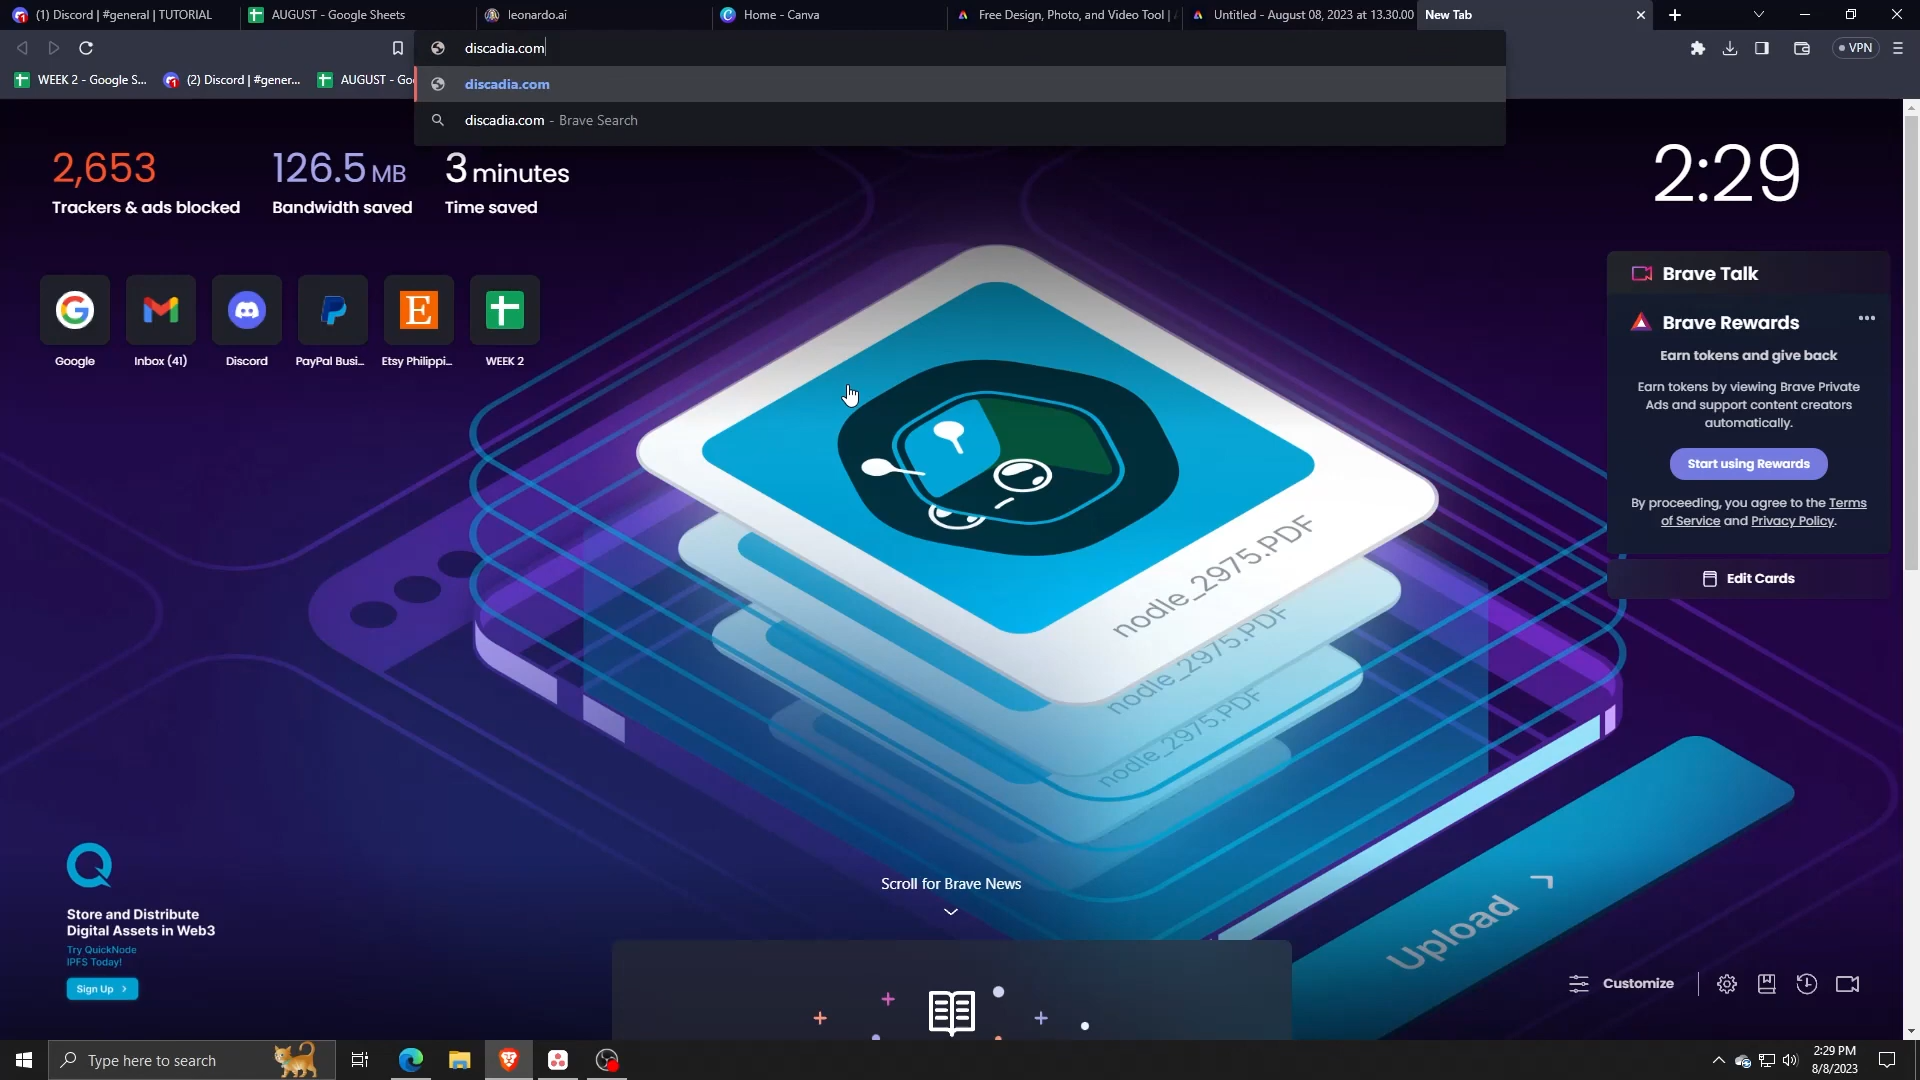 (1) Discord | #general | TUTORIAL
AUGUST - Google Sheets
leonardo.ai
Home - Canva
Free Design, Photo, and Video Tool |
Untitled - August 08, 2023 at 13.30.00
New Tab
discadia.com
VPN
WEEK 2 - Google S...
(2) Discord | #gener...
AUGUST - Go
discadia.com
discadia.com - Brave Search
2,653
Trackers & ads blocked
126.5 MB
Bandwidth saved
3 minutes
Time saved
2:29
Google
Inbox (41)
Discord
PayPal Busi...
Etsy Philippi...
WEEK 2
Brave Talk
Brave Rewards
Earn tokens and give back
Earn tokens by viewing Brave Private
Ads and support content creators
automatically.
Start using Rewards
By proceeding, you agree to the Terms
of Service and Privacy Policy.
Edit Cards
nodle_2975.PDF
nodle_2975.PDF
nodle_2975.PDF
Upload
Scroll for Brave News
Store and Distribute
Digital Assets in Web3
Try QuickNode
IPFS Today!
Sign Up >
Customize
Type here to search
2:29 PM
8/8/2023